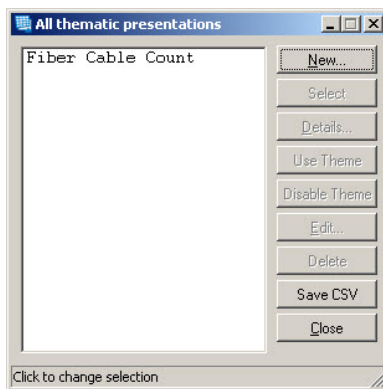 All thematic presentations
Fiber Cable Count
New...
Select
Details...
Use Theme
Disable Theme
Edit...
Delete
Save CSV
Close
Click to change selection